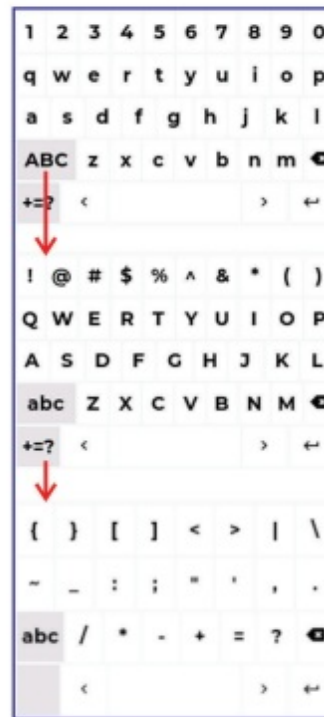 1 2 3 4 5 6 7 8 9 0
q w e r t y u i o p
a s d f g h j k l
ABC z x c v b n m
+=? < > ↵
! @ # $ % ^ & * ( )
Q W E R T Y U I O P
A S D F G H J K L
abc Z X C V B N M
+=? < > ↵
{ } [ ] < > | \
~ _ : ; " ' , .
abc / * - + = ?
< > ↵